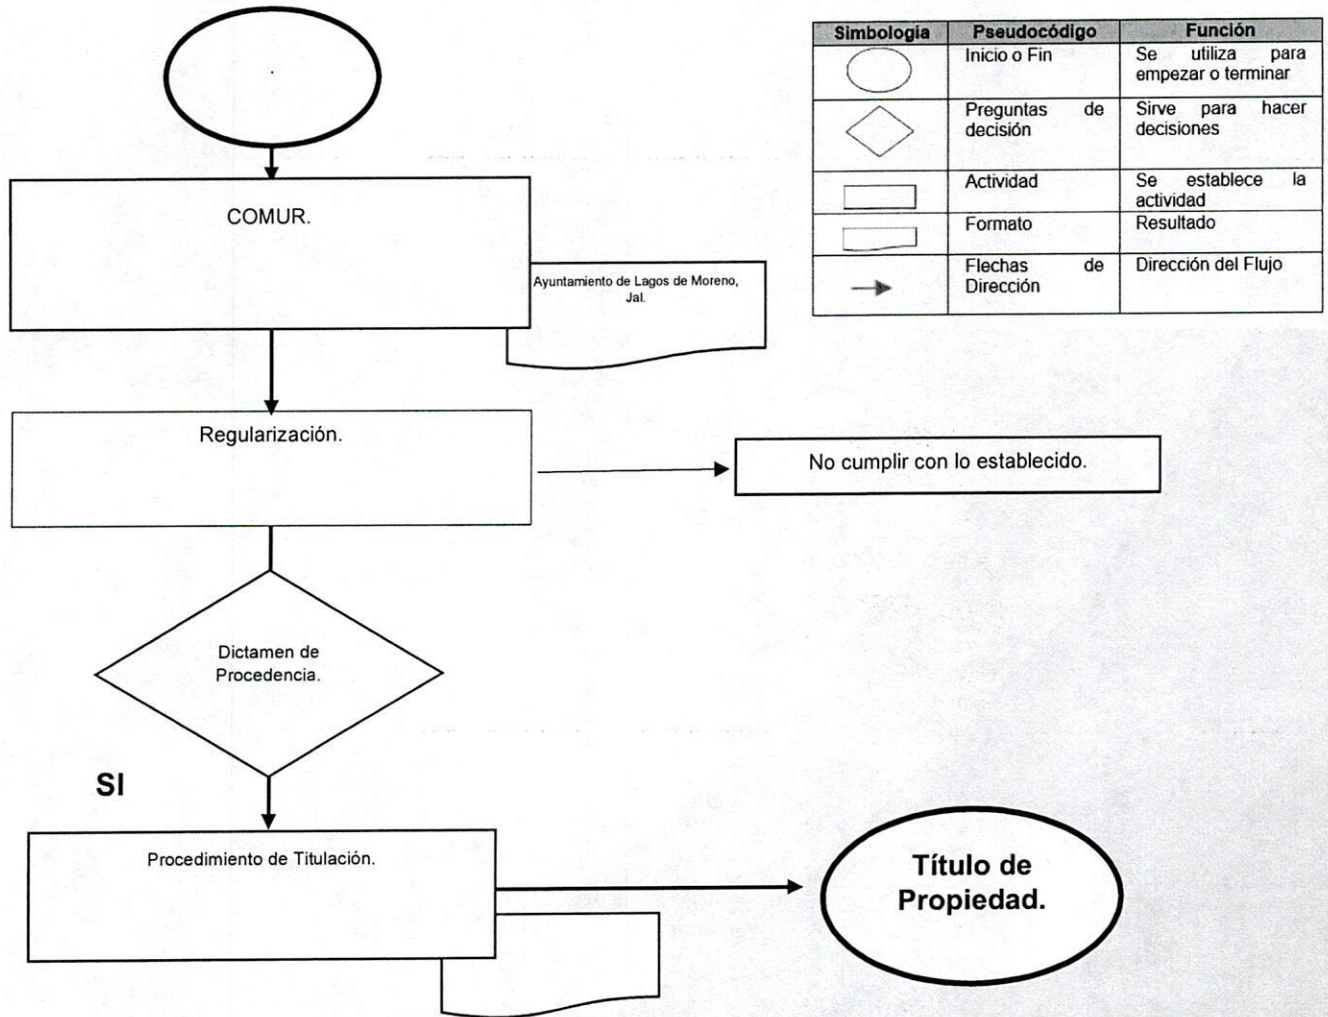 Simbología Pseudocódigo Función
Inicio o Fin Se utiliza para
empezar o terminar
Preguntas de Sirve para hacer
decisión decisiones
Actividad Se establece la
actividad
Formato Resultado
Flechas de Dirección del Flujo
Dirección
COMUR.
Ayuntamiento de Lagos de Moreno,
Jal.
Regularización.
No cumplir con lo establecido.
Dictamen de
Procedencia.
SI
Procedimiento de Titulación.
Título de
Propiedad.